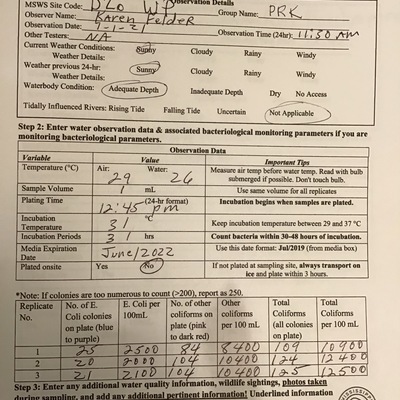 Observation Details
MSWS Site Code: DLo WP Group Name: PRK
Observer Name: Karen Felder
Observation Date: 9-1-21 Observation Time (24hr): 11:50 AM
Other Testers: NA
Current Weather Conditions: Sunny Cloudy Rainy Windy
Weather previous 24-hr: Sunny Cloudy Rainy Windy
Waterbody Condition: Adequate Depth Inadequate Depth Dry No Access
Tidally Influenced Rivers: Rising Tide Falling Tide Uncertain Not Applicable
Step 2: Enter water observation data & associated bacteriological monitoring parameters if you are
monitoring bacteriological parameters.
Observation Data
Variable Value Important Tips
Temperature (°C) Air: 29 Water: 26 Measure air temp before water temp. Read with bulb
submerged if possible. Don't touch bulb.
Sample Volume 1 mL Use same volume for all replicates
Plating Time 12:45 pm (24-hr format) Incubation begins when samples are plated.
Incubation
Temperature 31 °C Keep incubation temperature between 29 and 37 °C
Incubation Periods 31 hrs Count bacteria within 30-48 hours of incubation.
Media Expiration
Date June/2022 Use this date format: Jul/2019 (from media box)
Plated onsite Yes No If not plated at sampling site, always transport on
ice and plate within 3 hours.
*Note: If colonies are too numerous to count (>200), report as 250.
Replicate
No. No. of E.
Coli colonies
on plate (blue
to purple) E. Coli per
100mL No. of other
coliforms on
plate (pink
to dark red) Other
coliforms
per 100 mL Total
Coliforms
(all colonies
on plate) Total
Coliforms
per 100 mL
1 25 2500 84 8400 109 10900
2 20 2000 104 10400 124 12400
3 21 2100 104 10400 125 12500
Step 3: Enter any additional water quality information, wildlife sightings, photos taken
during sampling, and add any additional pertinent information! Underlined information
MISSISSIPPI